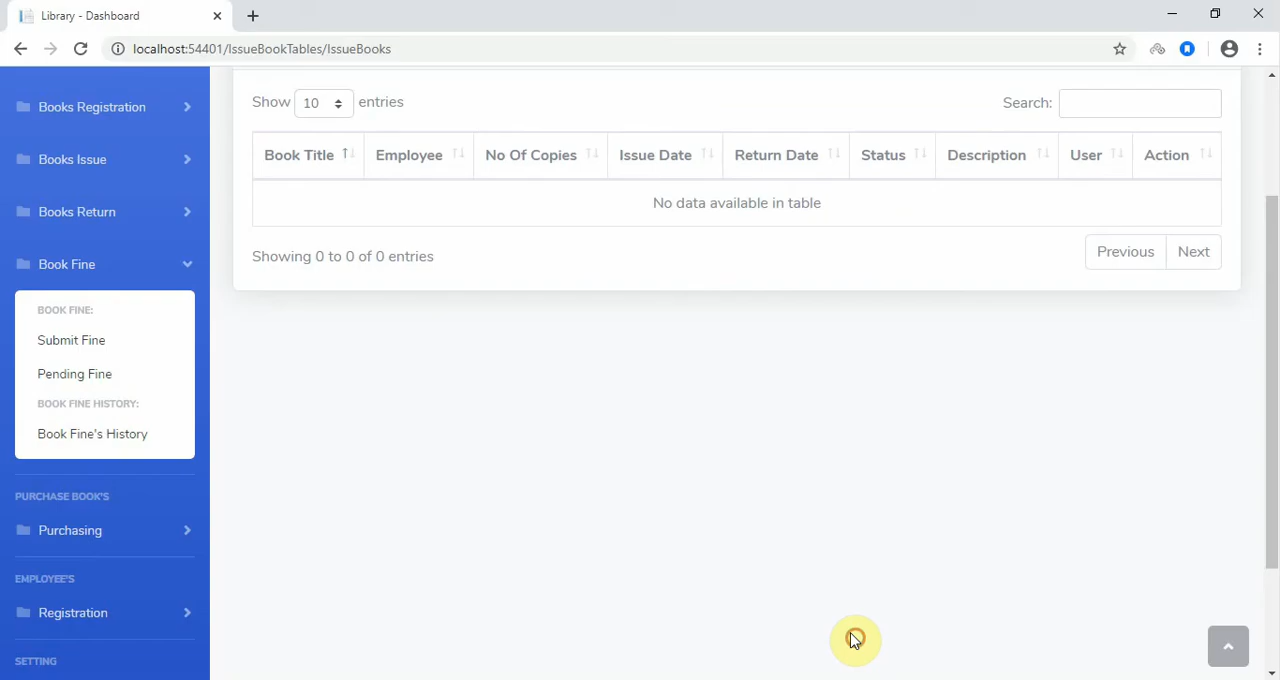 Library - Dashboard
localhost:54401/IssueBookTables/IssueBooks
Books Registration
Books Issue
Books Return
Book Fine
BOOK FINE:
Submit Fine
Pending Fine
BOOK FINE HISTORY:
Book Fine's History
PURCHASE BOOK'S
Purchasing
EMPLOYEE'S
Registration
SETTING
Show 10 entries Search:
Book Title Employee No Of Copies Issue Date Return Date Status Description User Action
No data available in table
Showing 0 to 0 of 0 entries Previous Next